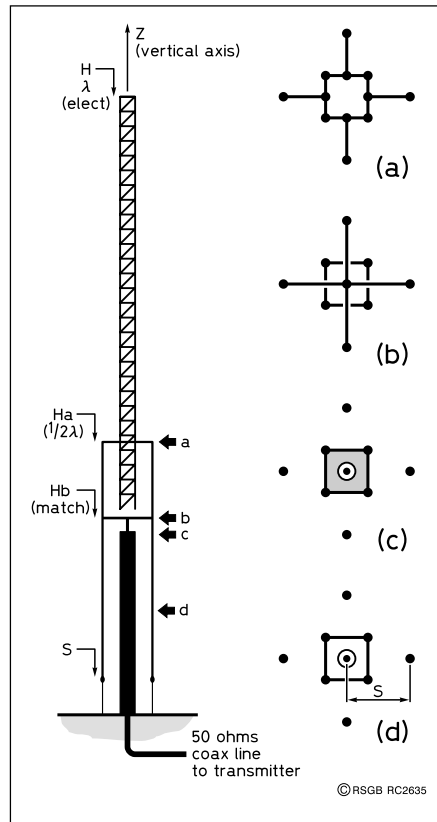 Z
(vertical axis)
H
λ
(elect)
(a)
(b)
Ha
(1/2λ)
a
Hb
(match)
b
c
(c)
d
S
S
(d)
50 ohms
coax line
to transmitter
©RSGB RC2635